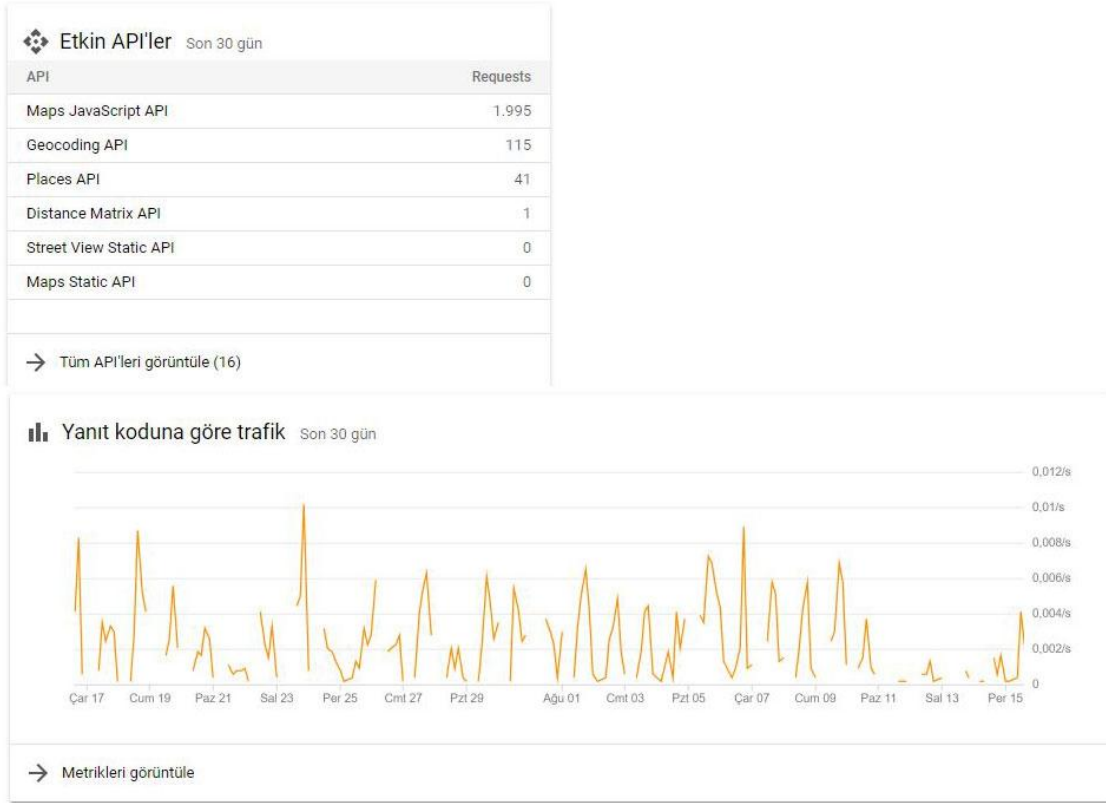 Etkin API'ler Son 30 gün
API Requests
Maps JavaScript API 1.995
Geocoding API 115
Places API 41
Distance Matrix API 1
Street View Static API 0
Maps Static API 0
Tüm API'leri görüntüle (16)
Yanıt koduna göre trafik Son 30 gün
0,012/s
0,01/s
0,008/s
0,006/s
0,004/s
0,002/s
0
Çar 17 Cum 19 Paz 21 Sal 23 Per 25 Cmt 27 Pzt 29 Ağu 01 Cmt 03 Pzt 05 Çar 07 Cum 09 Paz 11 Sal 13 Per 15
Metrikleri görüntüle